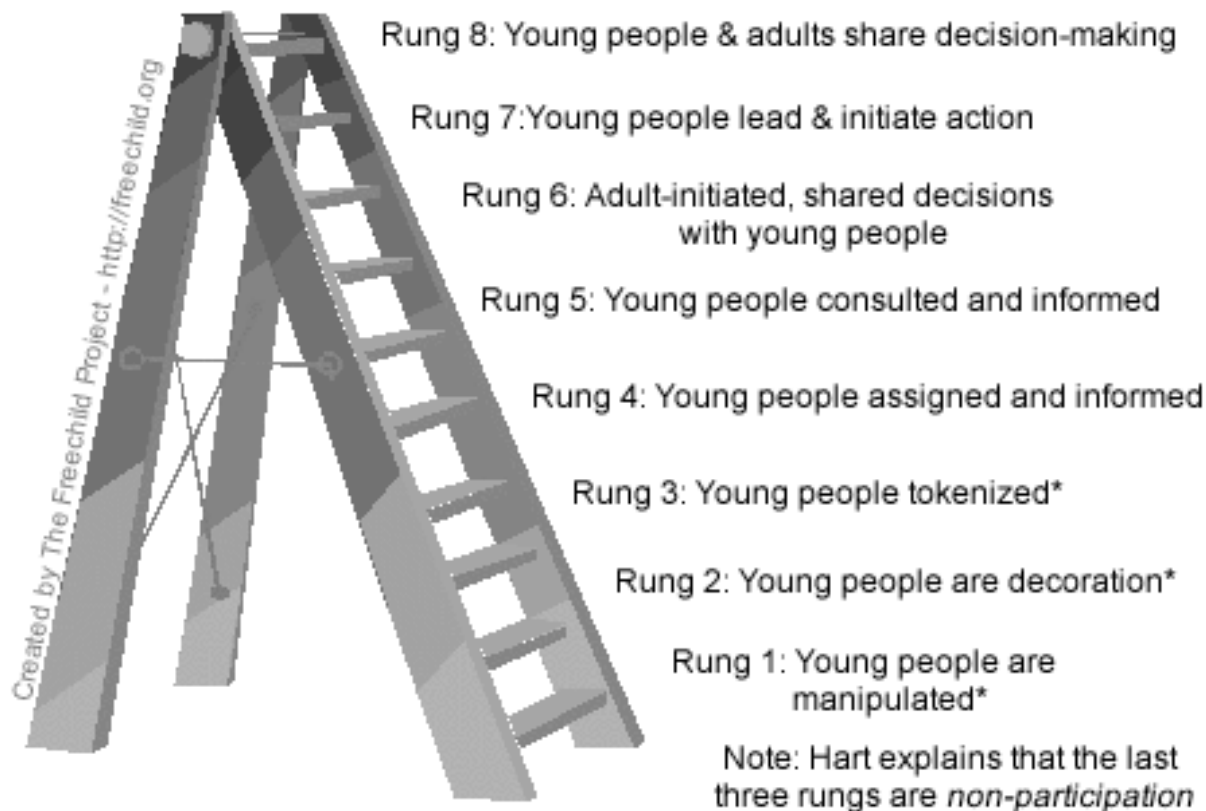 Rung 8: Young people & adults share decision-making
Rung 7:Young people lead & initiate action
Rung 6: Adult-initiated, shared decisions
with young people
Rung 5: Young people consulted and informed
Rung 4: Young people assigned and informed
Rung 3: Young people tokenized*
Rung 2: Young people are decoration*
Rung 1: Young people are
manipulated*
Note: Hart explains that the last
three rungs are non-participation
Created by The Freechild Project - http://freechild.org